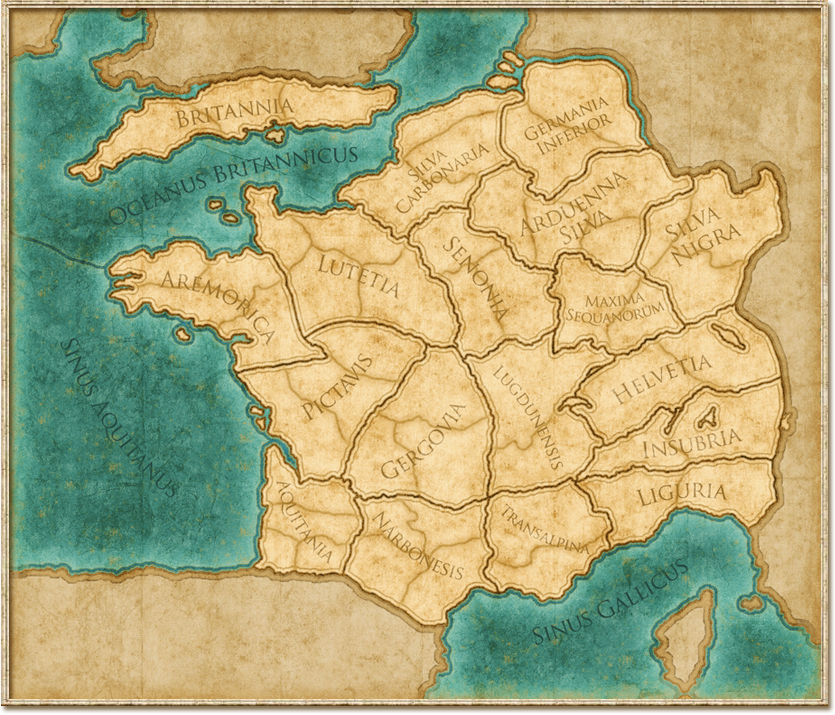 BRITANNIA
OCEANUS BRITANNICUS
GERMANIA
INFERIOR
SILVA
CARBONARIA
ARDUENNA
SILVA
SILVA
NIGRA
SENONIA
LUTETIA
AREMORICA
MAXIMA
SEQUANORUM
SINUS AQUITANUS
PICTAVIS
GERGOVIA
LUGDUNENSIS
HELVETIA
INSUBRIA
LIGURIA
AQUITANIA
NARBONESIS
TRANSALPINA
SINUS GALLICUS